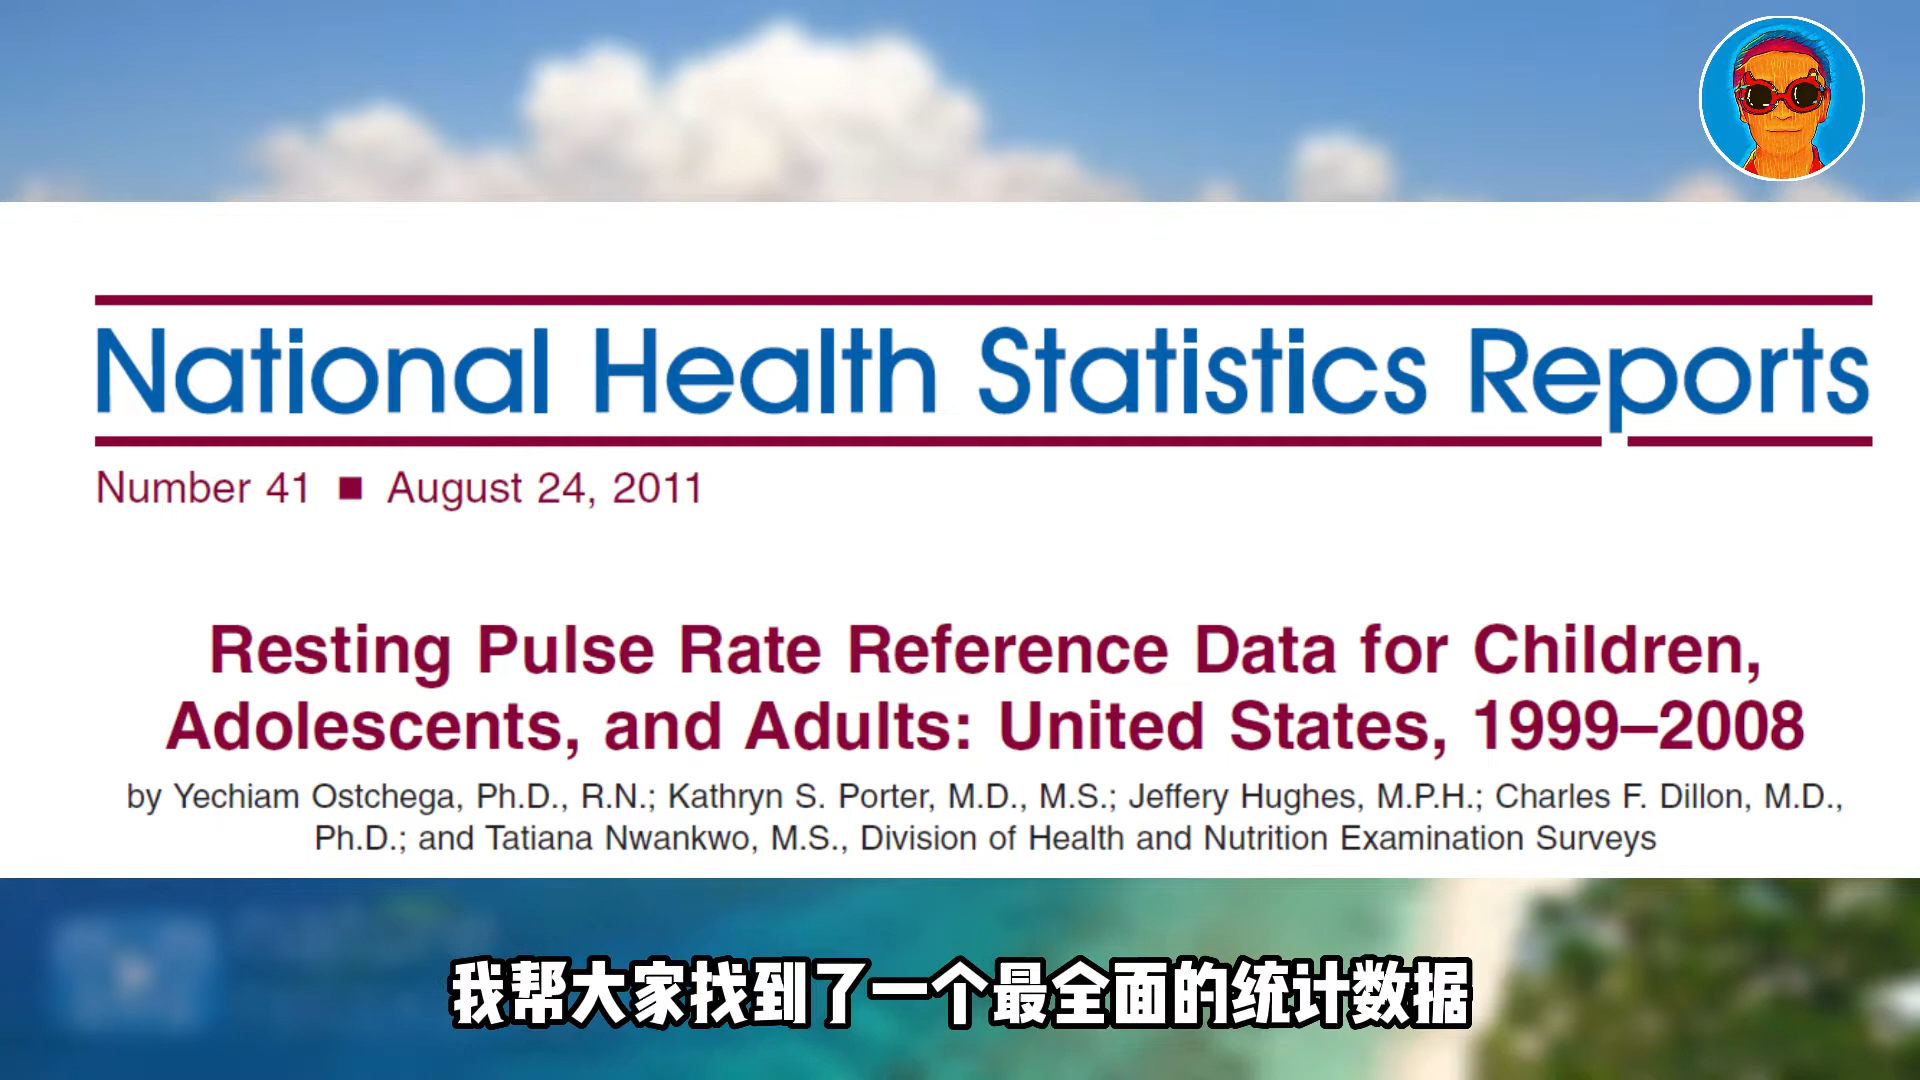 National Health Statistics Reports
Number 41 ■ August 24, 2011
Resting Pulse Rate Reference Data for Children,
Adolescents, and Adults: United States, 1999–2008
by Yechiam Ostchega, Ph.D., R.N.; Kathryn S. Porter, M.D., M.S.; Jeffery Hughes, M.P.H.; Charles F. Dillon, M.D.,
Ph.D.; and Tatiana Nwankwo, M.S., Division of Health and Nutrition Examination Surveys
我帮大家找到了一个最全面的统计数据